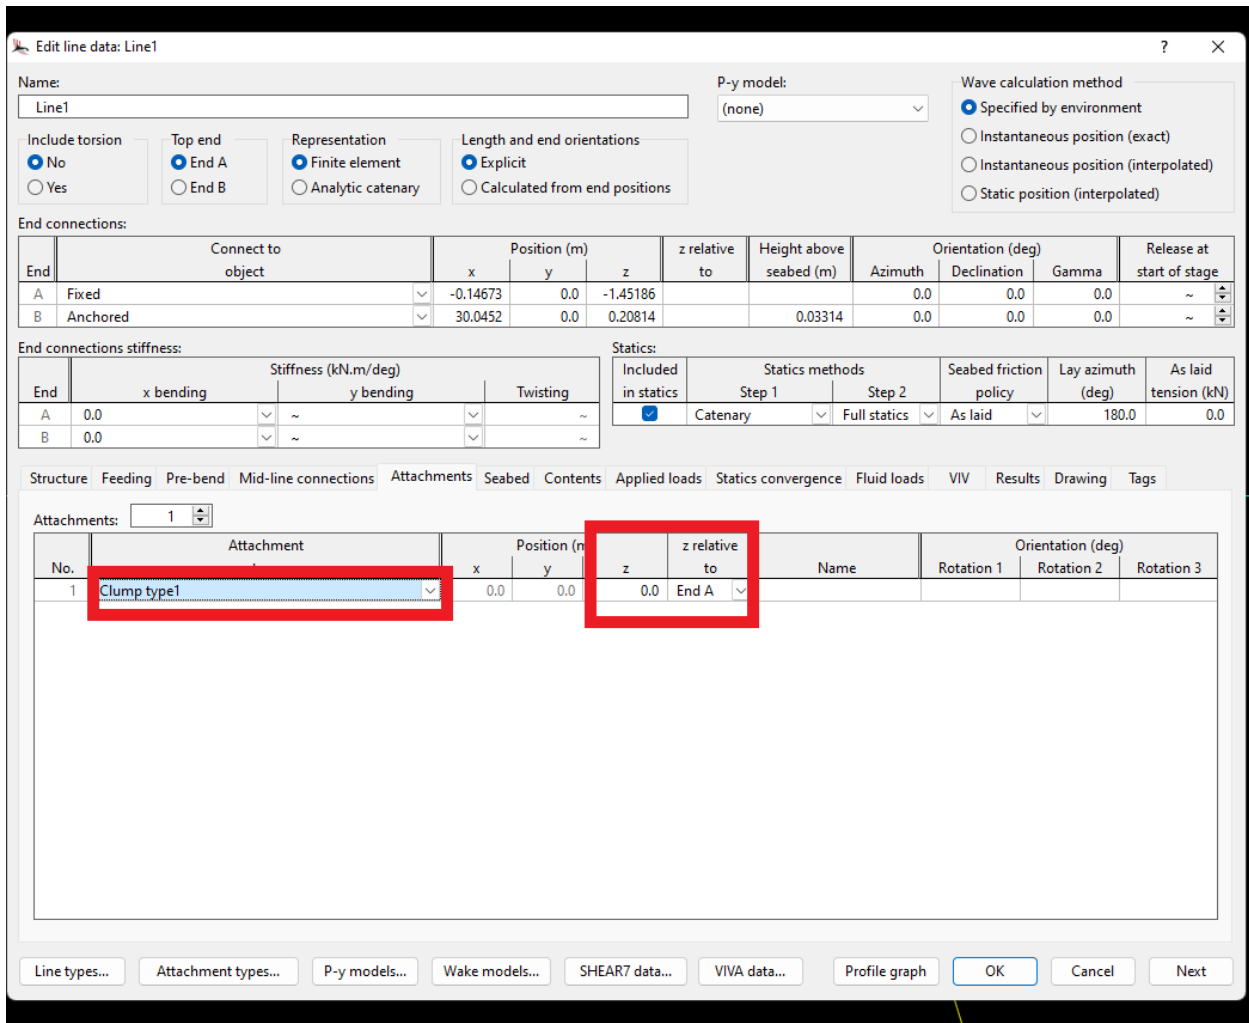 Edit line data: Line1 ? ×
Name: P-y model: Wave calculation method
Line1 (none) Specified by environment
Instantaneous position (exact)
Include torsion Top end Representation Length and end orientations
No End A Finite element Explicit Instantaneous position (interpolated)
Yes End B Analytic catenary Calculated from end positions Static position (interpolated)
End connections:
Connect to Position (m) z relative Height above Orientation (deg) Release at
End object x y z to seabed (m) Azimuth Declination Gamma start of stage
A Fixed -0.14673 0.0 -1.45186 0.0 0.0 0.0 ~
B Anchored 30.0452 0.0 0.20814 0.03314 0.0 0.0 0.0 ~
End connections stiffness: Statics:
Stiffness (kN.m/deg) Included Statics methods Seabed friction Lay azimuth As laid
End x bending y bending Twisting in statics Step 1 Step 2 policy (deg) tension (kN)
A 0.0 ~ ~ Catenary Full statics As laid 180.0 0.0
B 0.0 ~ ~
Structure Feeding Pre-bend Mid-line connections Attachments Seabed Contents Applied loads Statics convergence Fluid loads VIV Results Drawing Tags
Attachments: 1
Attachment Position (m z relative Orientation (deg)
No. x y z to Name Rotation 1 Rotation 2 Rotation 3
1 Clump type1 0.0 0.0 0.0 End A
Line types... Attachment types... P-y models... Wake models... SHEAR7 data... VIVA data... Profile graph OK Cancel Next